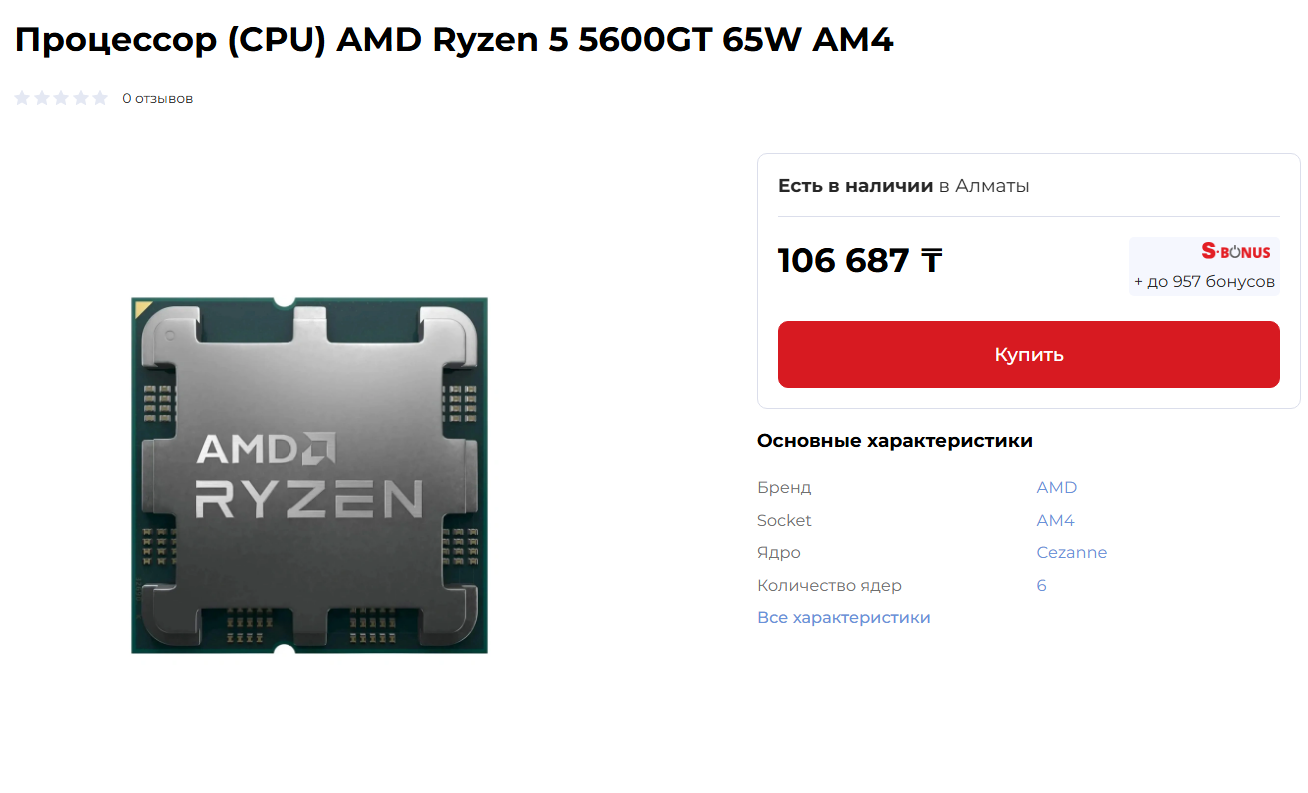 Процессор (CPU) AMD Ryzen 5 5600GT 65W AM4
0 отзывов
Есть в наличии в Алматы
106 687 ₸
S·BONUS
+ до 957 бонусов
Купить
AMD
RYZEN
Основные характеристики
Бренд AMD
Socket AM4
Ядро Cezanne
Количество ядер 6
Все характеристики